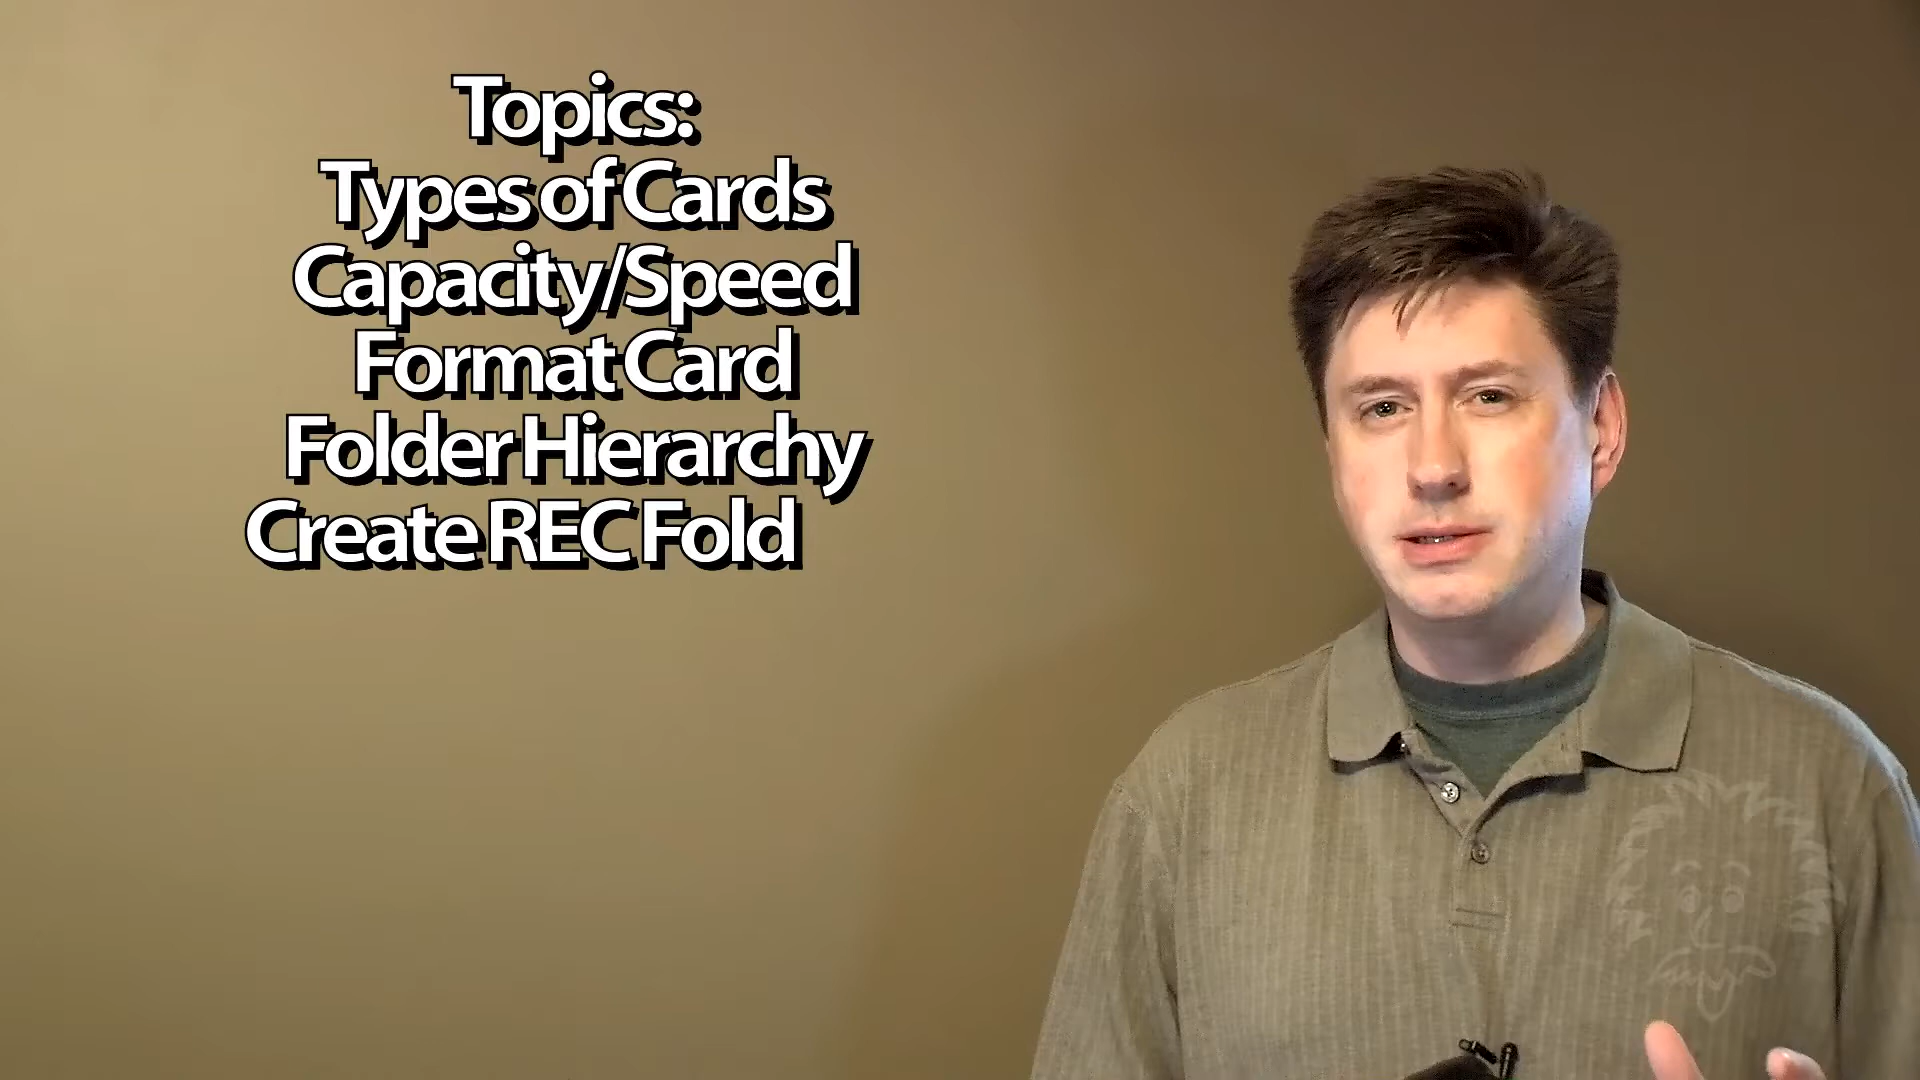 Topics:
Types of Cards
Capacity/Speed
Format Card
Folder Hierarchy
Create REC Fold